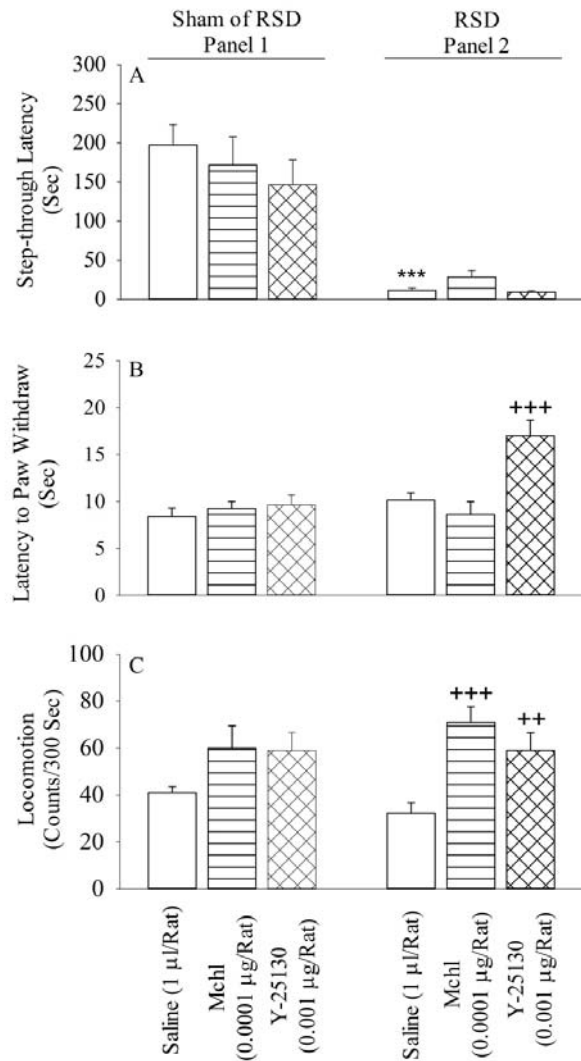 Sham of RSD
Panel 1
RSD
Panel 2
A
Step-through Latency
(Sec)
300
250
200
150
100
50
0
***
B
Latency to Paw Withdraw
(Sec)
25
20
15
10
5
0
+++
C
Locomotion
(Counts/300 Sec)
100
80
60
40
20
0
+++
++
Saline (1 µl/Rat)
Mchl
(0.0001 µg/Rat)
Y-25130
(0.001 µg/Rat)
Saline (1 µl/Rat)
Mchl
(0.0001 µg/Rat)
Y-25130
(0.001 µg/Rat)